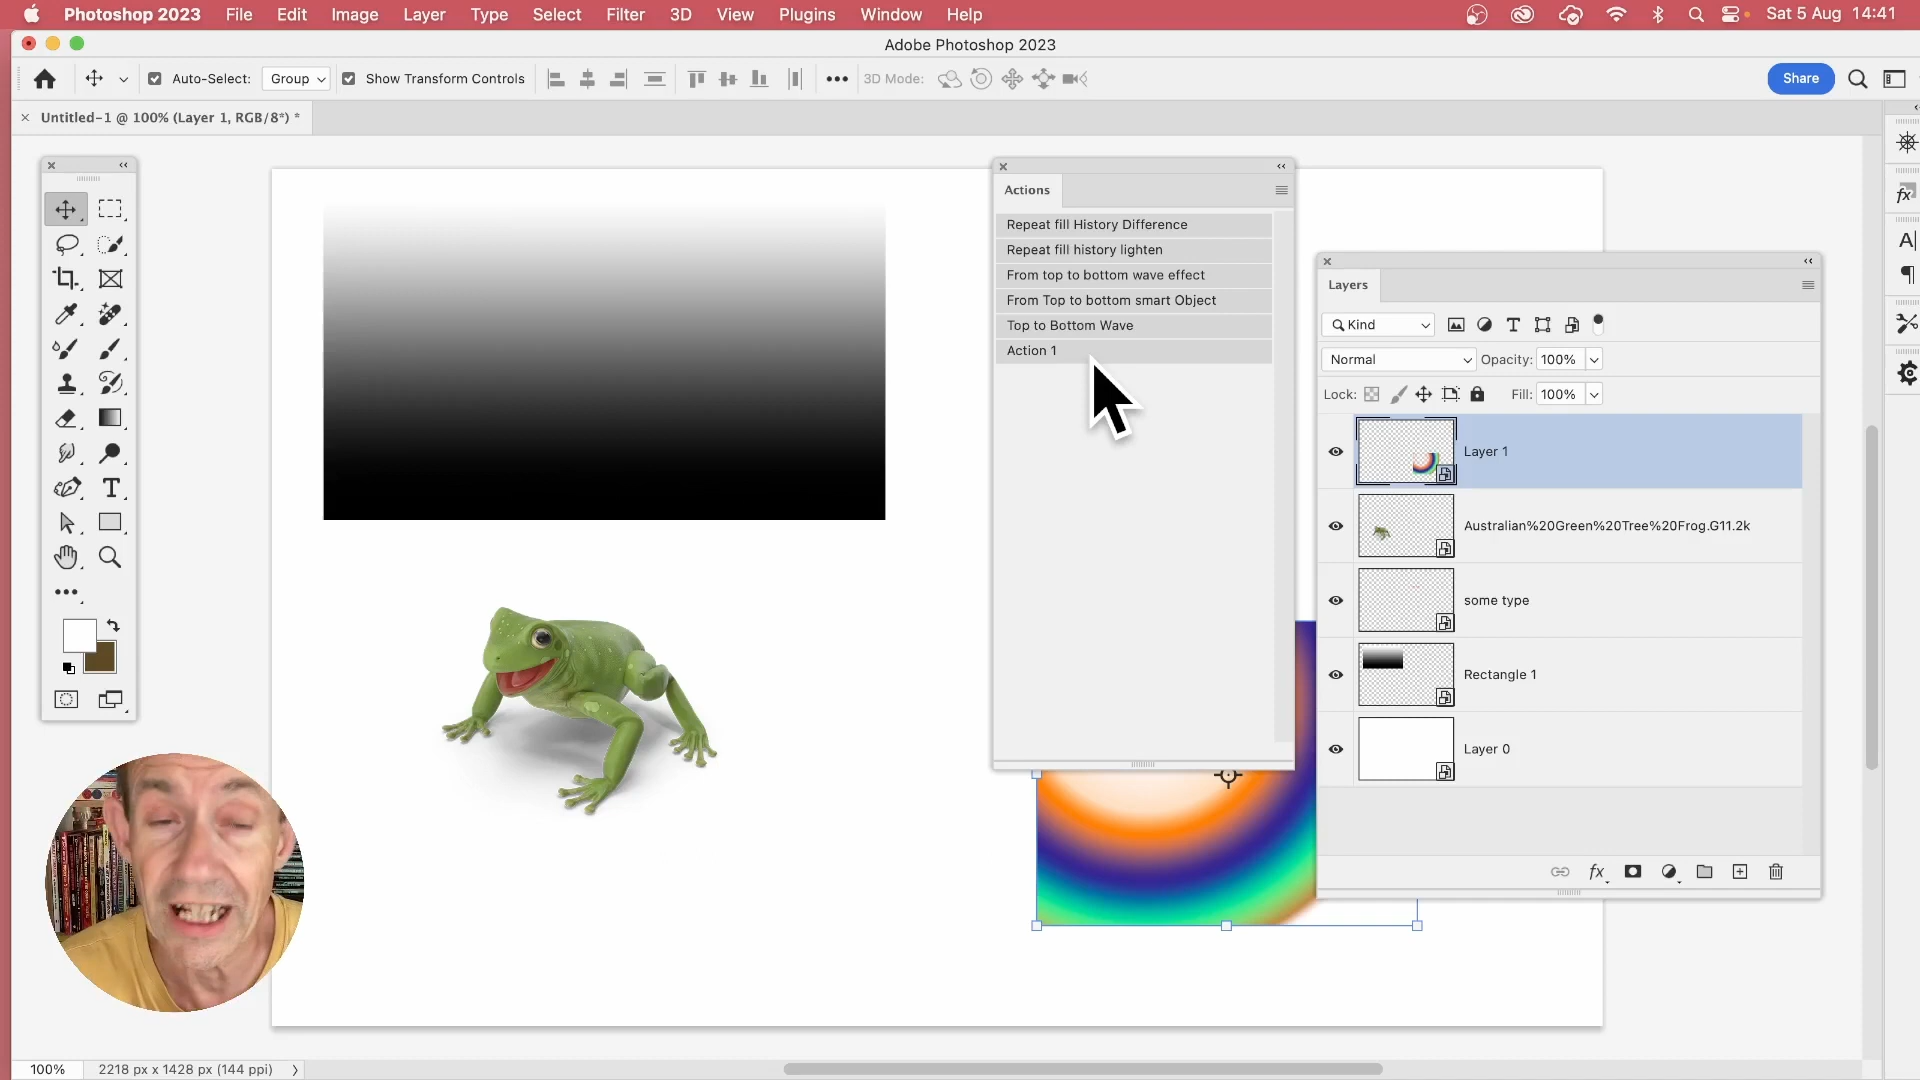 Photoshop 2023 File Edit Image Layer Type Select Filter 3D View Plugins Window Help Sat 5 Aug 14:41
Adobe Photoshop 2023
Auto-Select: Group Show Transform Controls 3D Mode: Share
Untitled-1 @ 100% (Layer 1, RGB/8*) *
Actions
Repeat fill History Difference
Repeat fill history lighten
From top to bottom wave effect
From Top to bottom smart Object
Top to Bottom Wave
Action 1
Layers
Kind
Normal Opacity: 100%
Lock: Fill: 100%
Layer 1
Australian%20Green%20Tree%20Frog.G11.2k
some type
Rectangle 1
Layer 0
fx
100% 2218 px x 1428 px (144 ppi)